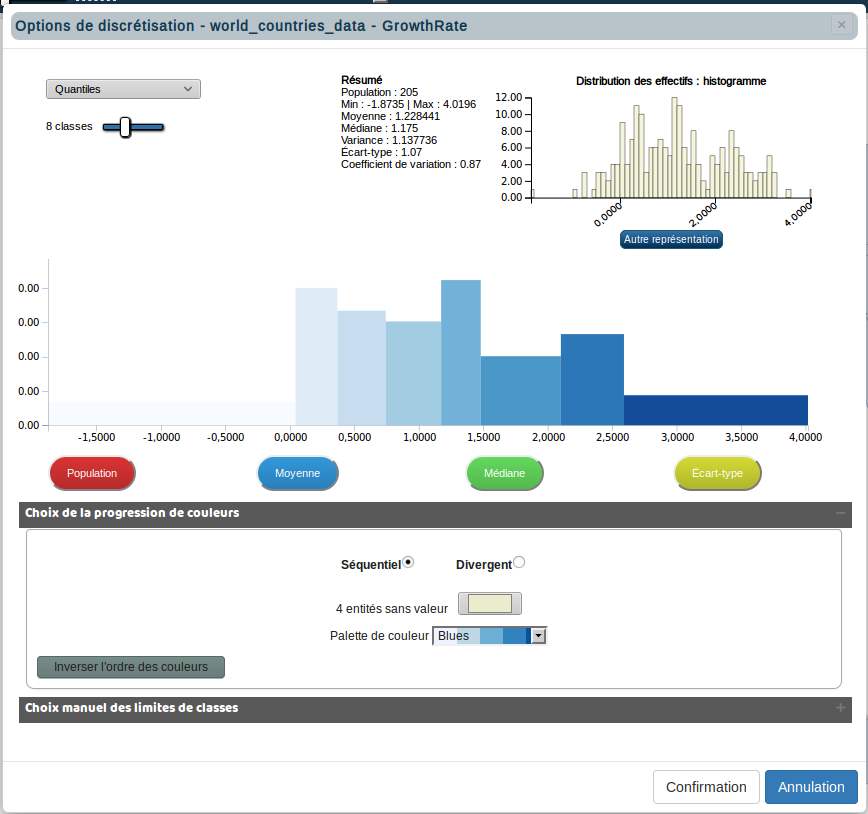 Options de discrétisation - world_countries_data - GrowthRate
×
Quantiles
8 classes
Résumé
Population : 205
Min : -1.8735 | Max : 4.0196
Moyenne : 1.228441
Médiane : 1.175
Variance : 1.137736
Écart-type : 1.07
Coefficient de variation : 0.87
Distribution des effectifs : histogramme
12.00
10.00
8.00
6.00
4.00
2.00
0.00
0,0000
2,0000
4,0000
Autre représentation
0.00
0.00
0.00
0.00
0.00
-1,5000
-1,0000
-0,5000
0,0000
0,5000
1,0000
1,5000
2,0000
2,5000
3,0000
3,5000
4,0000
Population
Moyenne
Médiane
Écart-type
Choix de la progression de couleurs
Séquentiel
Divergent
4 entités sans valeur
Palette de couleur
Blues
Inverser l'ordre des couleurs
Choix manuel des limites de classes
Confirmation
Annulation